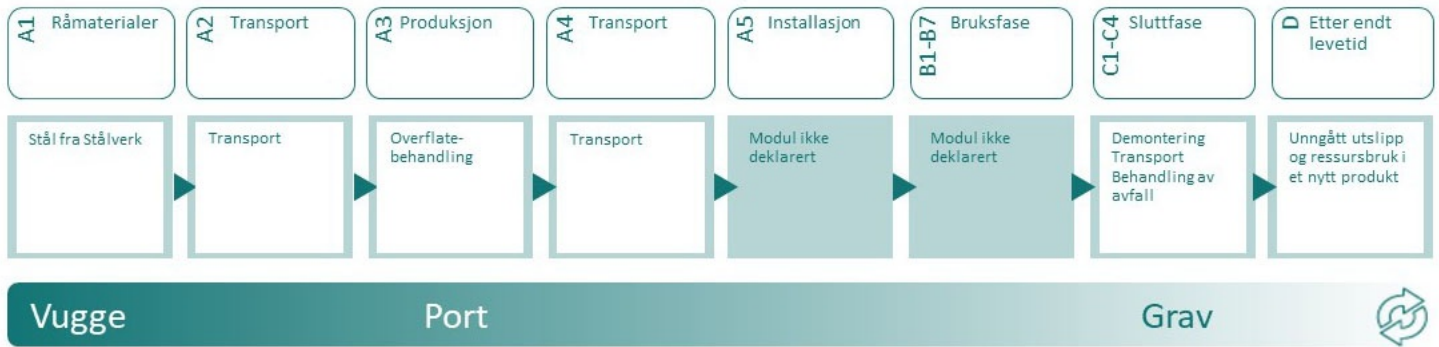 A1 Råmaterialer
A2 Transport
A3 Produksjon
A4 Transport
A5 Installasjon
B1-B7 Bruksfase
C1-C4 Sluttfase
D Etter endt
levetid
Stål fra Stålverk
Transport
Overflate-
behandling
Transport
Modul ikke
deklarert
Modul ikke
deklarert
Demontering
Transport
Behandling av
avfall
Unngått utslipp
og ressursbruk i
et nytt produkt
Vugge
Port
Grav